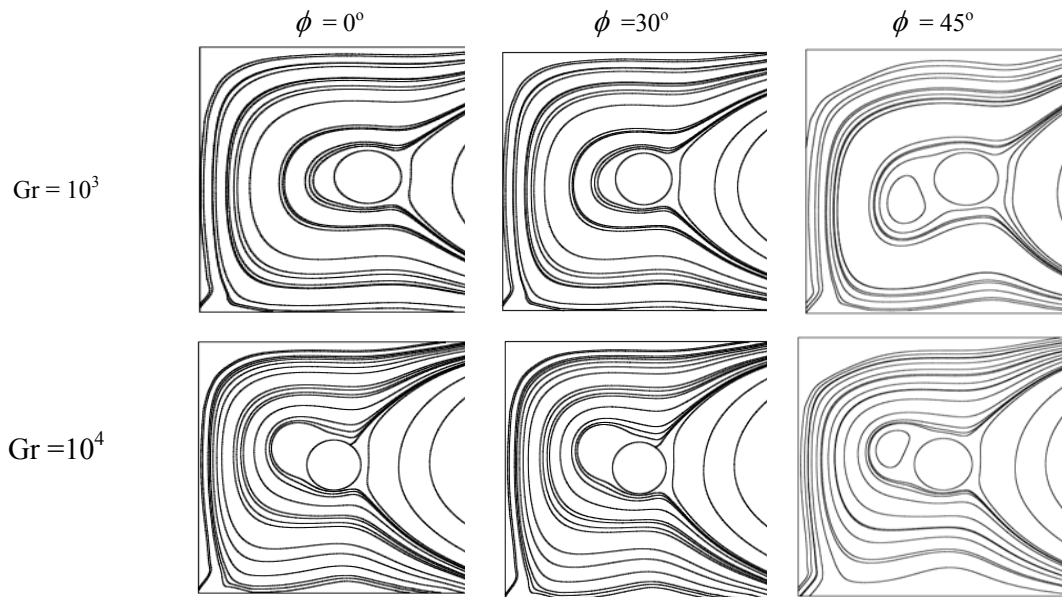 ϕ = 0º ϕ =30º ϕ = 45º
Gr = 10³
Gr =10⁴